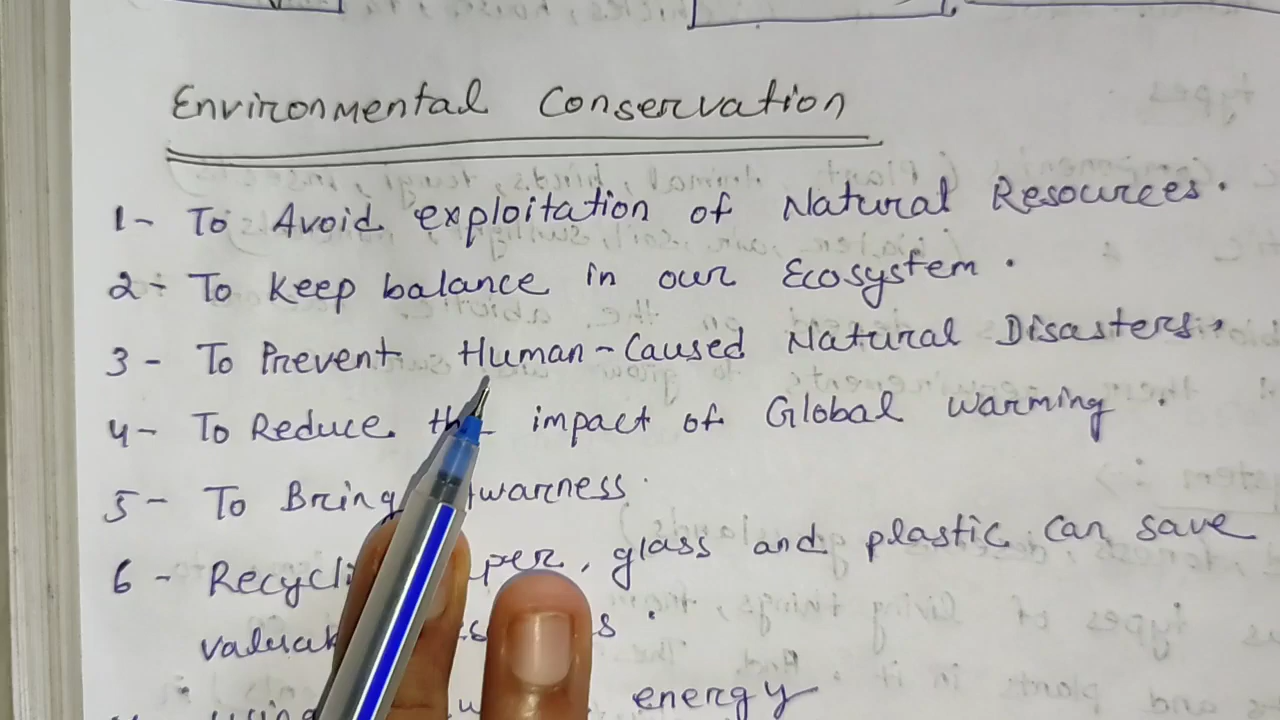 Environmental Conservation
1- To Avoid exploitation of Natural Resources.
2- To Keep balance in our Ecosystem.
3- To Prevent Human-Caused Natural Disasters.
4- To Reduce the impact of Global Warming.
5- To Bring Awarness.
6- glass and plastic can save
energy